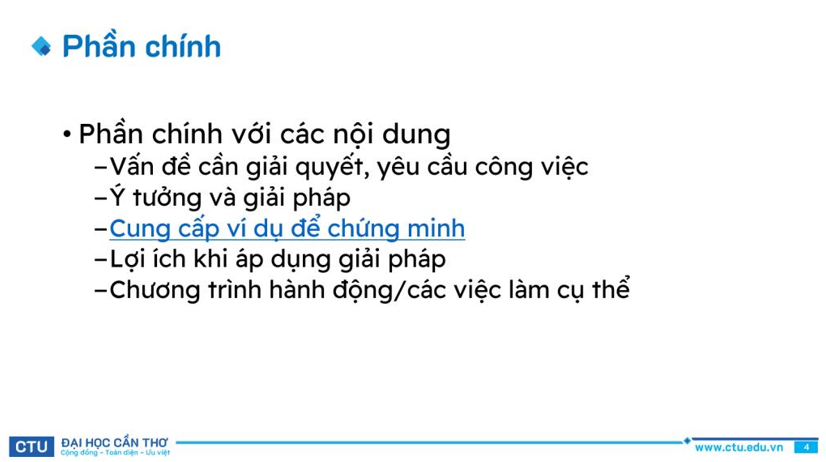 Phần chính
• Phần chính với các nội dung
–Vấn đề cần giải quyết, yêu cầu công việc
–Ý tưởng và giải pháp
–Cung cấp ví dụ để chứng minh
–Lợi ích khi áp dụng giải pháp
–Chương trình hành động/các việc làm cụ thể
CTU
ĐẠI HỌC CẦN THƠ
Cộng đồng – Toàn diện – Ưu việt
www.ctu.edu.vn
4